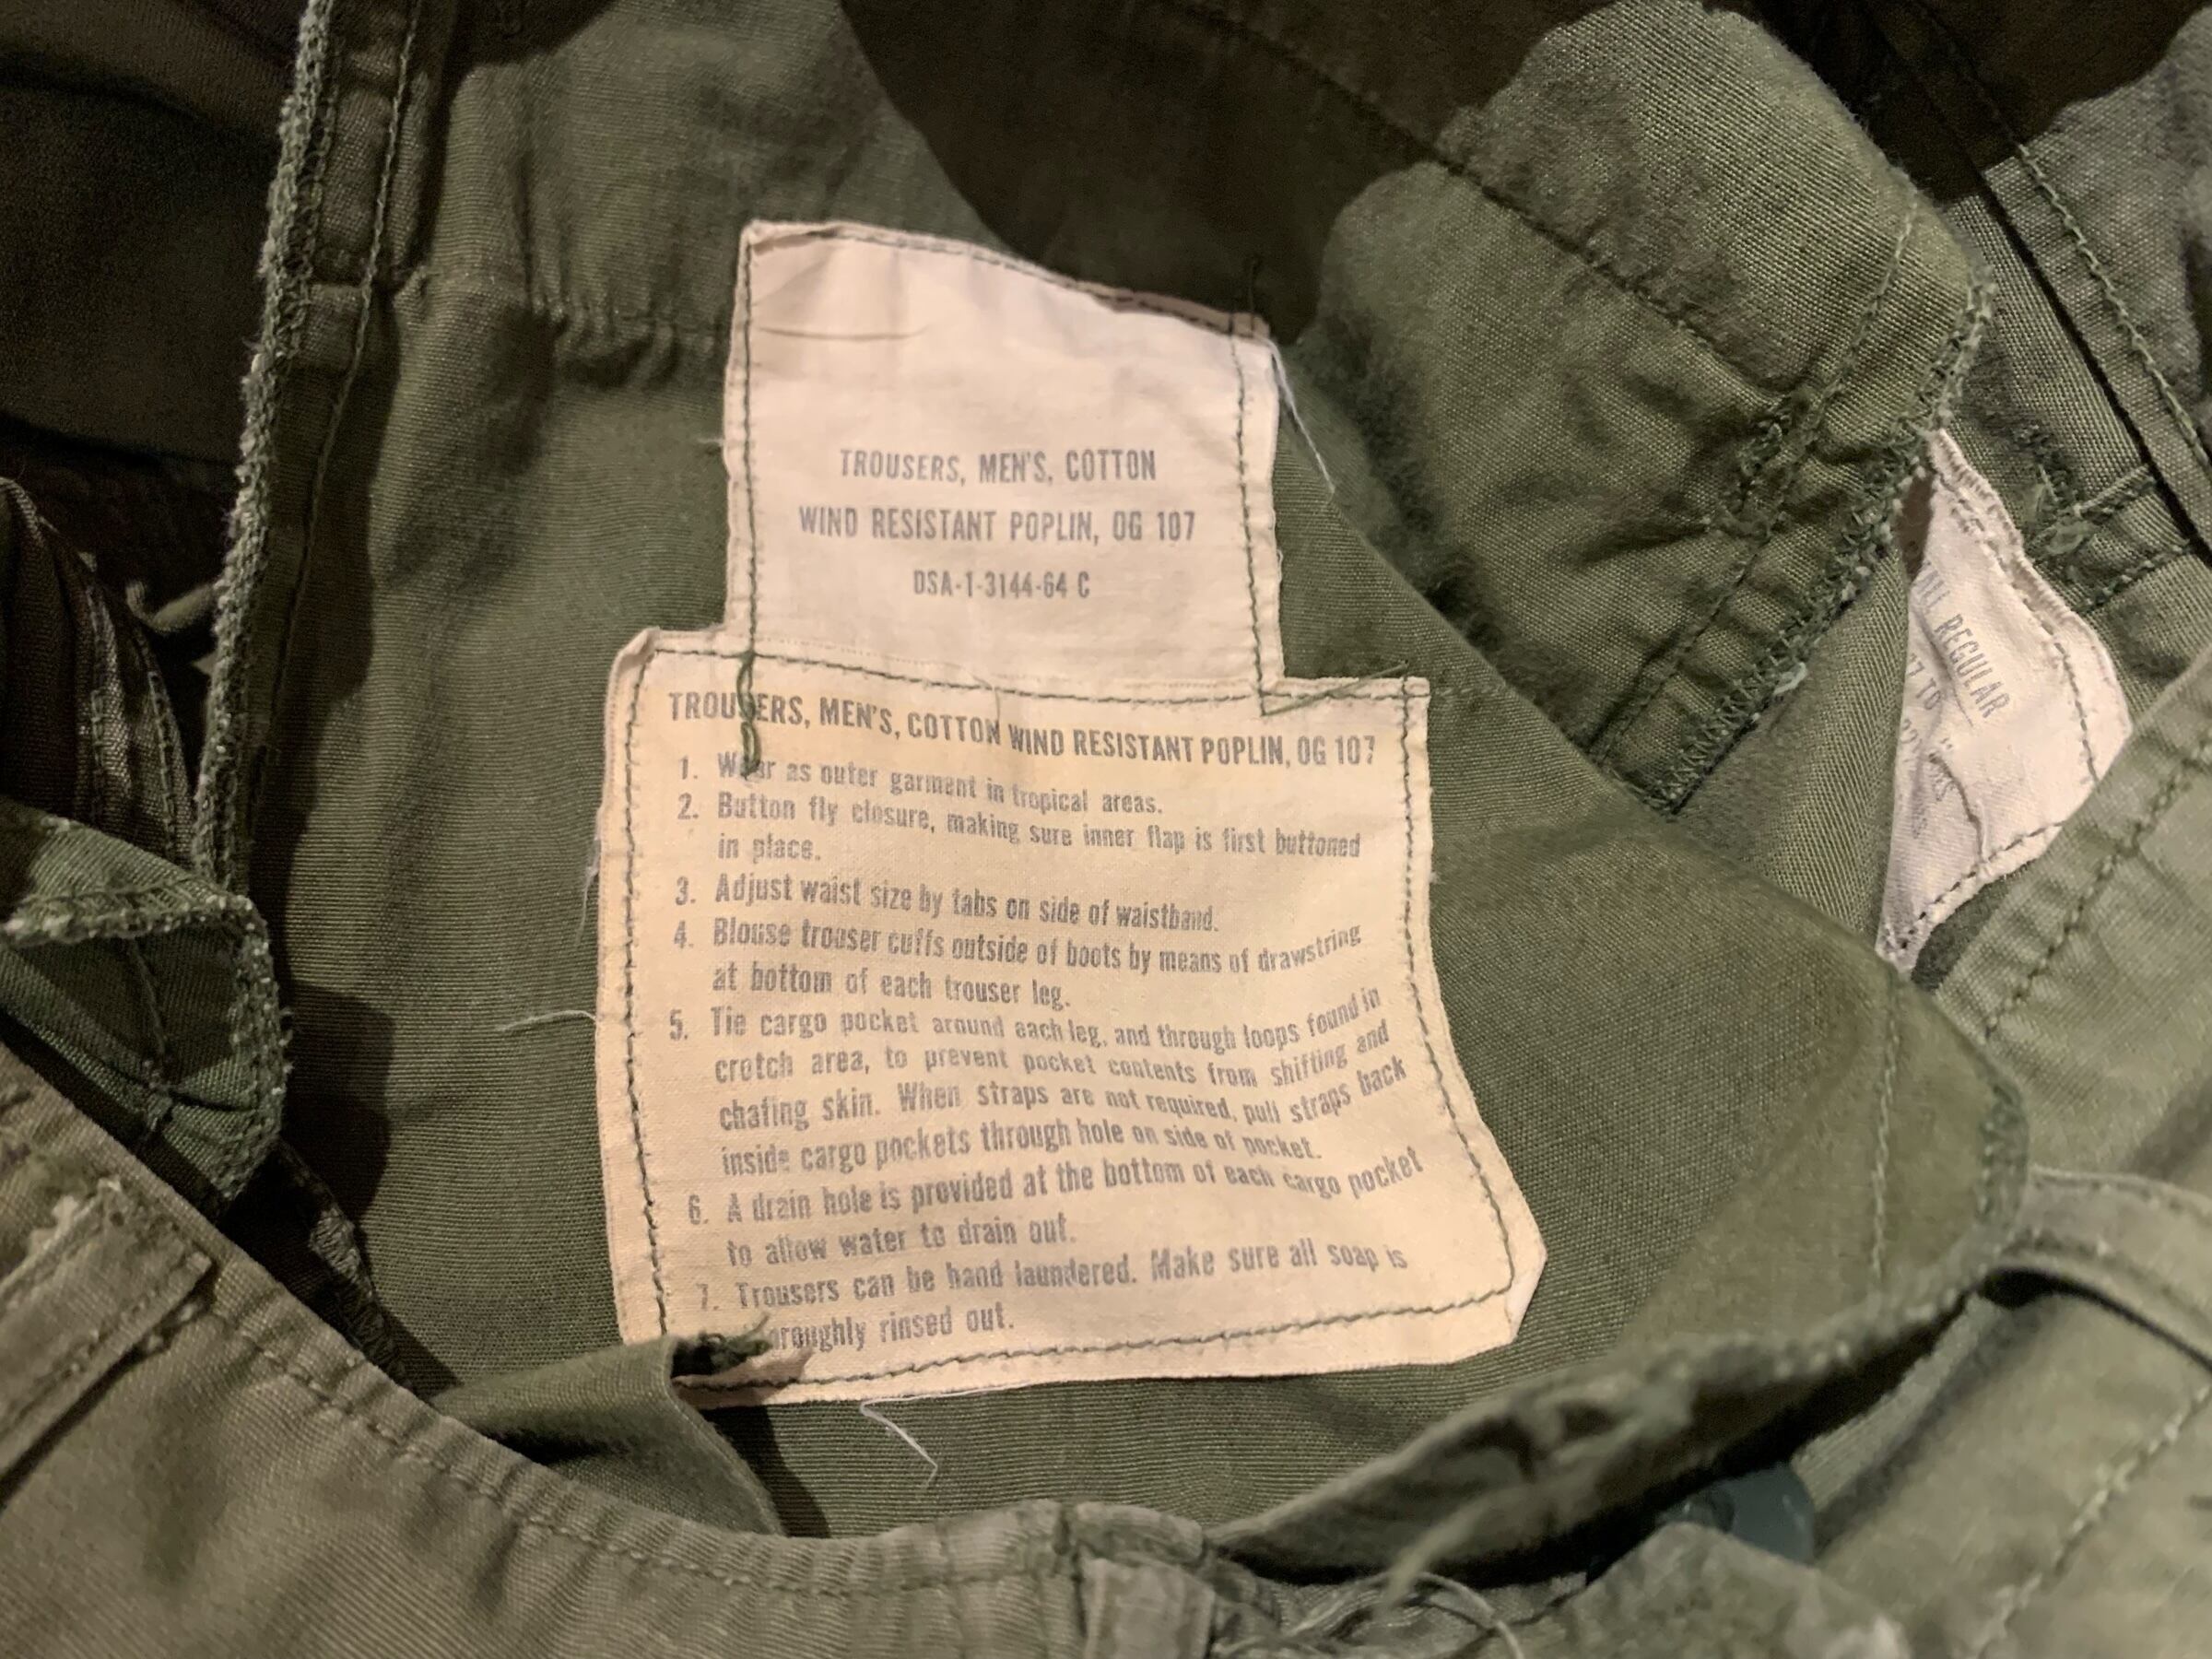 TROUSERS, MEN'S, COTTON
WIND RESISTANT POPLIN, OG 107
DSA-1-3144-64 C
TROUSERS, MEN'S, COTTON WIND RESISTANT POPLIN, OG 107
1. Wear as outer garment in tropical areas.
2. Button fly closure, making sure inner flap is first buttoned
in place.
3. Adjust waist size by tabs on side of waistband.
4. Blouse trouser cuffs outside of boots by means of drawstring
at bottom of each trouser leg.
5. Tie cargo pocket around each leg, and through loops found in
crotch area, to prevent pocket contents from shifting and
chafing skin. When straps are not required, pull straps back
inside cargo pockets through hole on side of pocket.
6. A drain hole is provided at the bottom of each cargo pocket
to allow water to drain out.
7. Trousers can be hand laundered. Make sure all soap is
oroughly rinsed out.
REGULAR
TO